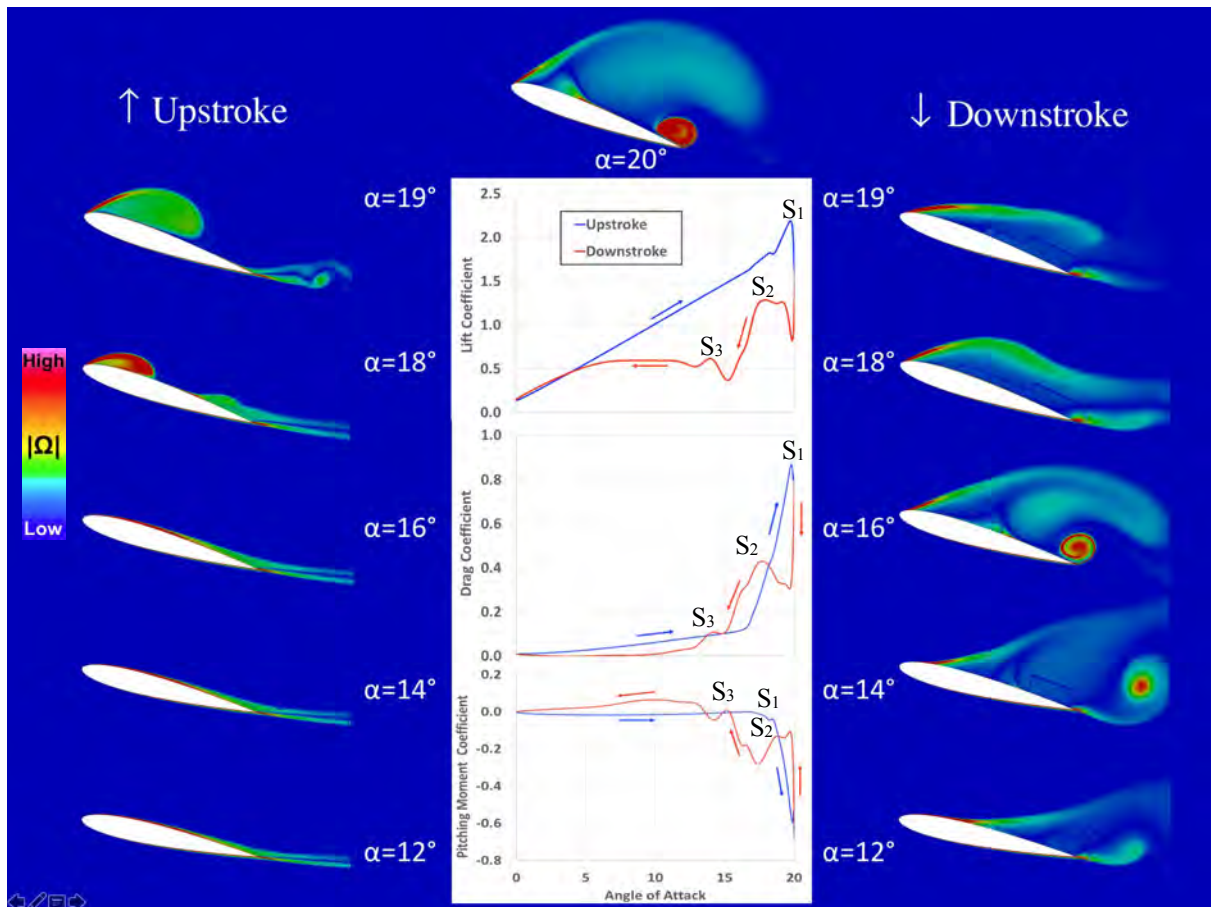 ↑ Upstroke
α=20°
↓ Downstroke
α=19°
α=18°
α=16°
α=14°
α=12°
High
|Ω|
Low
2.5
2.0
1.5
1.0
0.5
0.0
Lift Coefficient
Upstroke
Downstroke
S1
S2
S3
1.0
0.8
0.6
0.4
0.2
0.0
Drag Coefficient
S1
S2
S3
0.2
0.0
-0.2
-0.4
-0.6
-0.8
Pitching Moment Coefficient
S3
S1
S2
0
5
10
15
20
Angle of Attack
α=19°
α=18°
α=16°
α=14°
α=12°